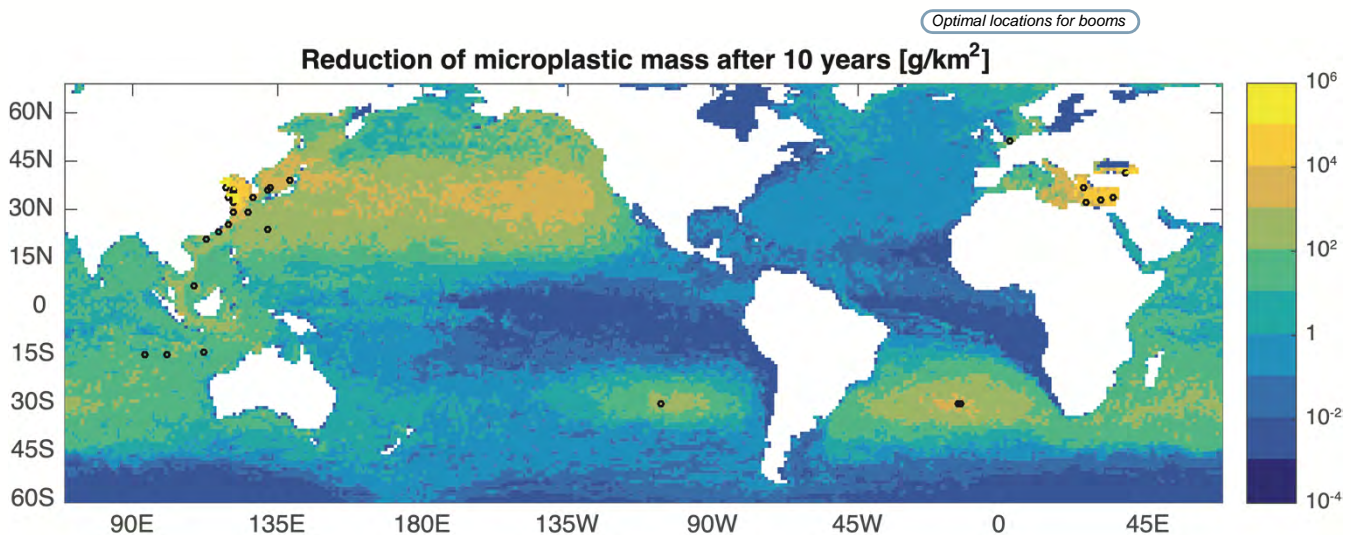 Optimal locations for booms
Reduction of microplastic mass after 10 years [g/km²]
60N
45N
30N
15N
0
15S
30S
45S
60S
90E 135E 180E 135W 90W 45W 0 45E
10⁶
10⁴
10²
1
10⁻²
10⁻⁴